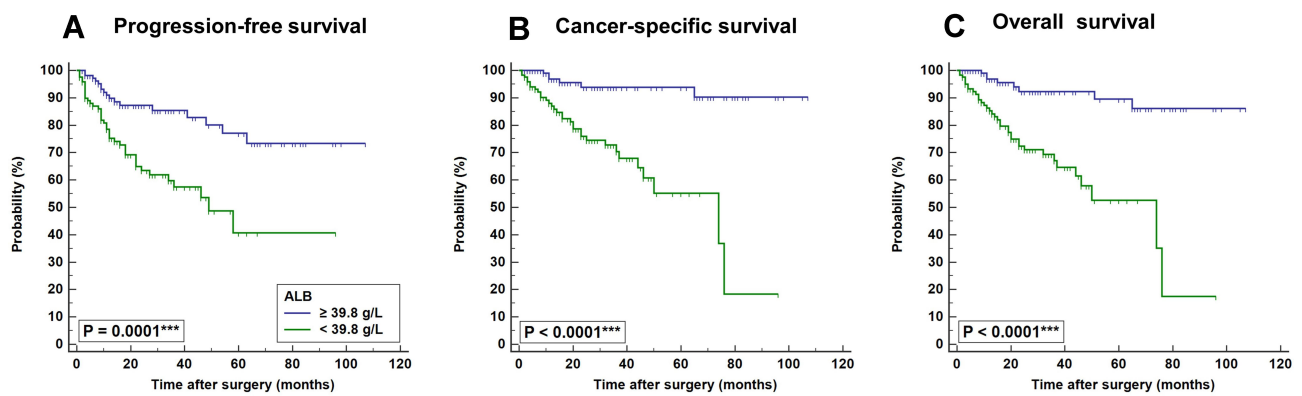 A Progression-free survival
100
90
80
70
60
50
40
30
20
10
0
Probability (%)
0 20 40 60 80 100 120
Time after surgery (months)
P = 0.0001***
ALB
≥ 39.8 g/L
< 39.8 g/L
B Cancer-specific survival
100
90
80
70
60
50
40
30
20
10
0
Probability (%)
0 20 40 60 80 100 120
Time after surgery (months)
P < 0.0001***
C Overall survival
100
90
80
70
60
50
40
30
20
10
0
Probability (%)
0 20 40 60 80 100 120
Time after surgery (months)
P < 0.0001***